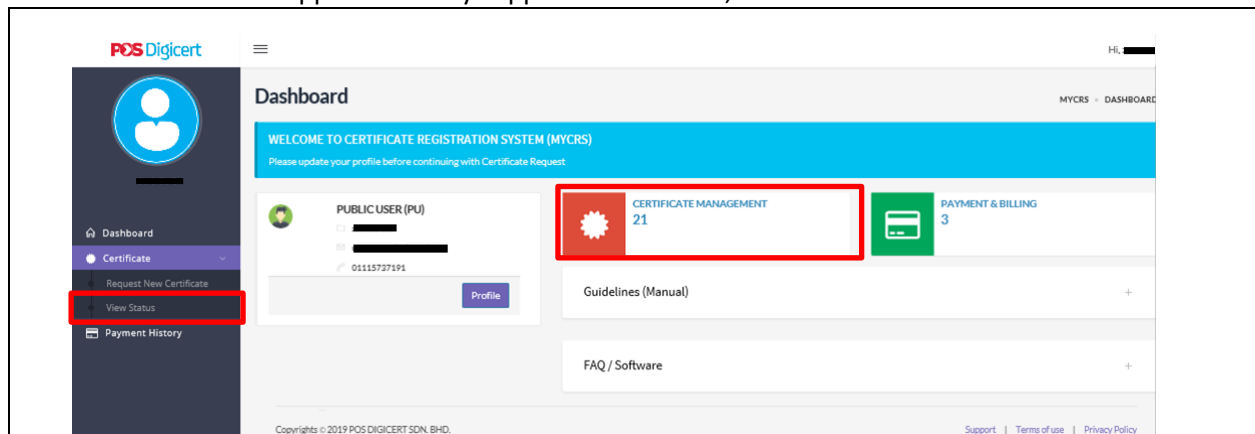 POS Digicert
Hi,
Dashboard
MYCRS - DASHBOARD
WELCOME TO CERTIFICATE REGISTRATION SYSTEM (MYCRS)
Please update your profile before continuing with Certificate Request
PUBLIC USER (PU)
01115737191
Profile
CERTIFICATE MANAGEMENT
21
PAYMENT & BILLING
3
Dashboard
Certificate
Request New Certificate
View Status
Payment History
Guidelines (Manual)
FAQ / Software
Copyrights © 2019 POS DIGICERT SDN. BHD.
Support | Terms of use | Privacy Policy